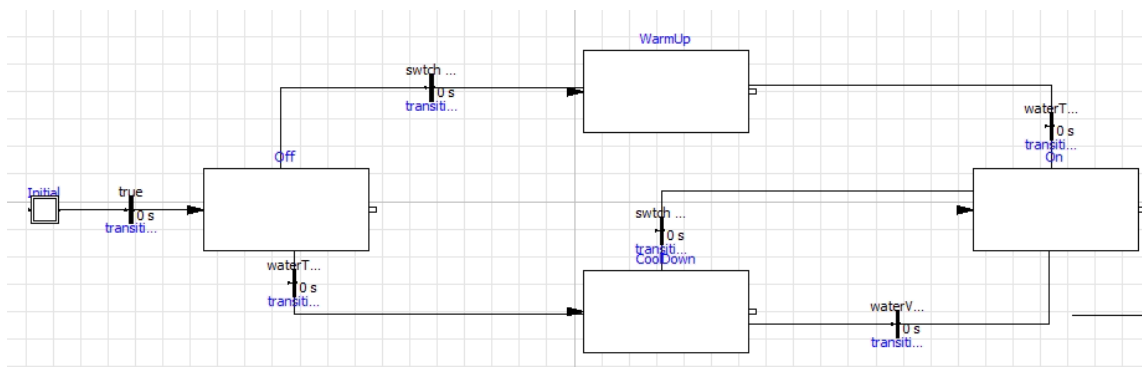 WarmUp
swtch ...
0 s
transiti...
waterT...
0 s
transiti...
Off
On
Initial
true
0 s
transiti...
swtch ...
0 s
transiti...
CoolDown
waterT...
0 s
transiti...
waterV...
0 s
transiti...